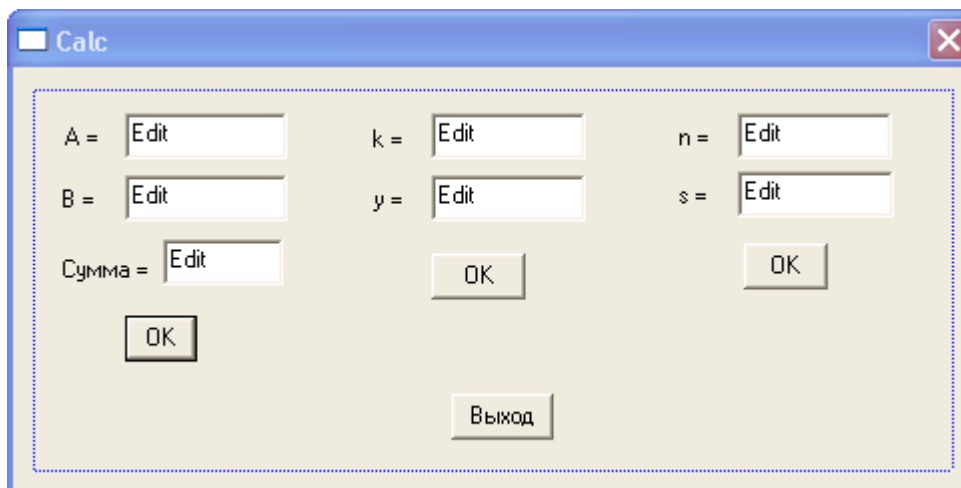 Calc
A = Edit k = Edit n = Edit
B = Edit y = Edit s = Edit
Сумма = Edit OK OK
OK
Выход